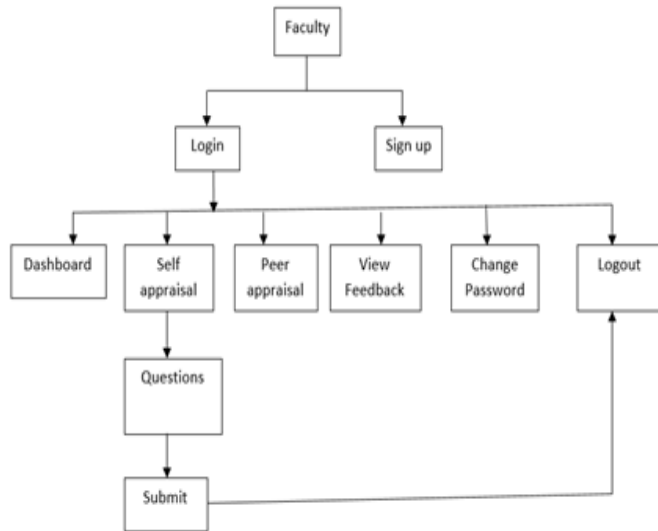 Faculty
Login
Sign up
Dashboard
Self
appraisal
Peer
appraisal
View
Feedback
Change
Password
Logout
Questions
Submit